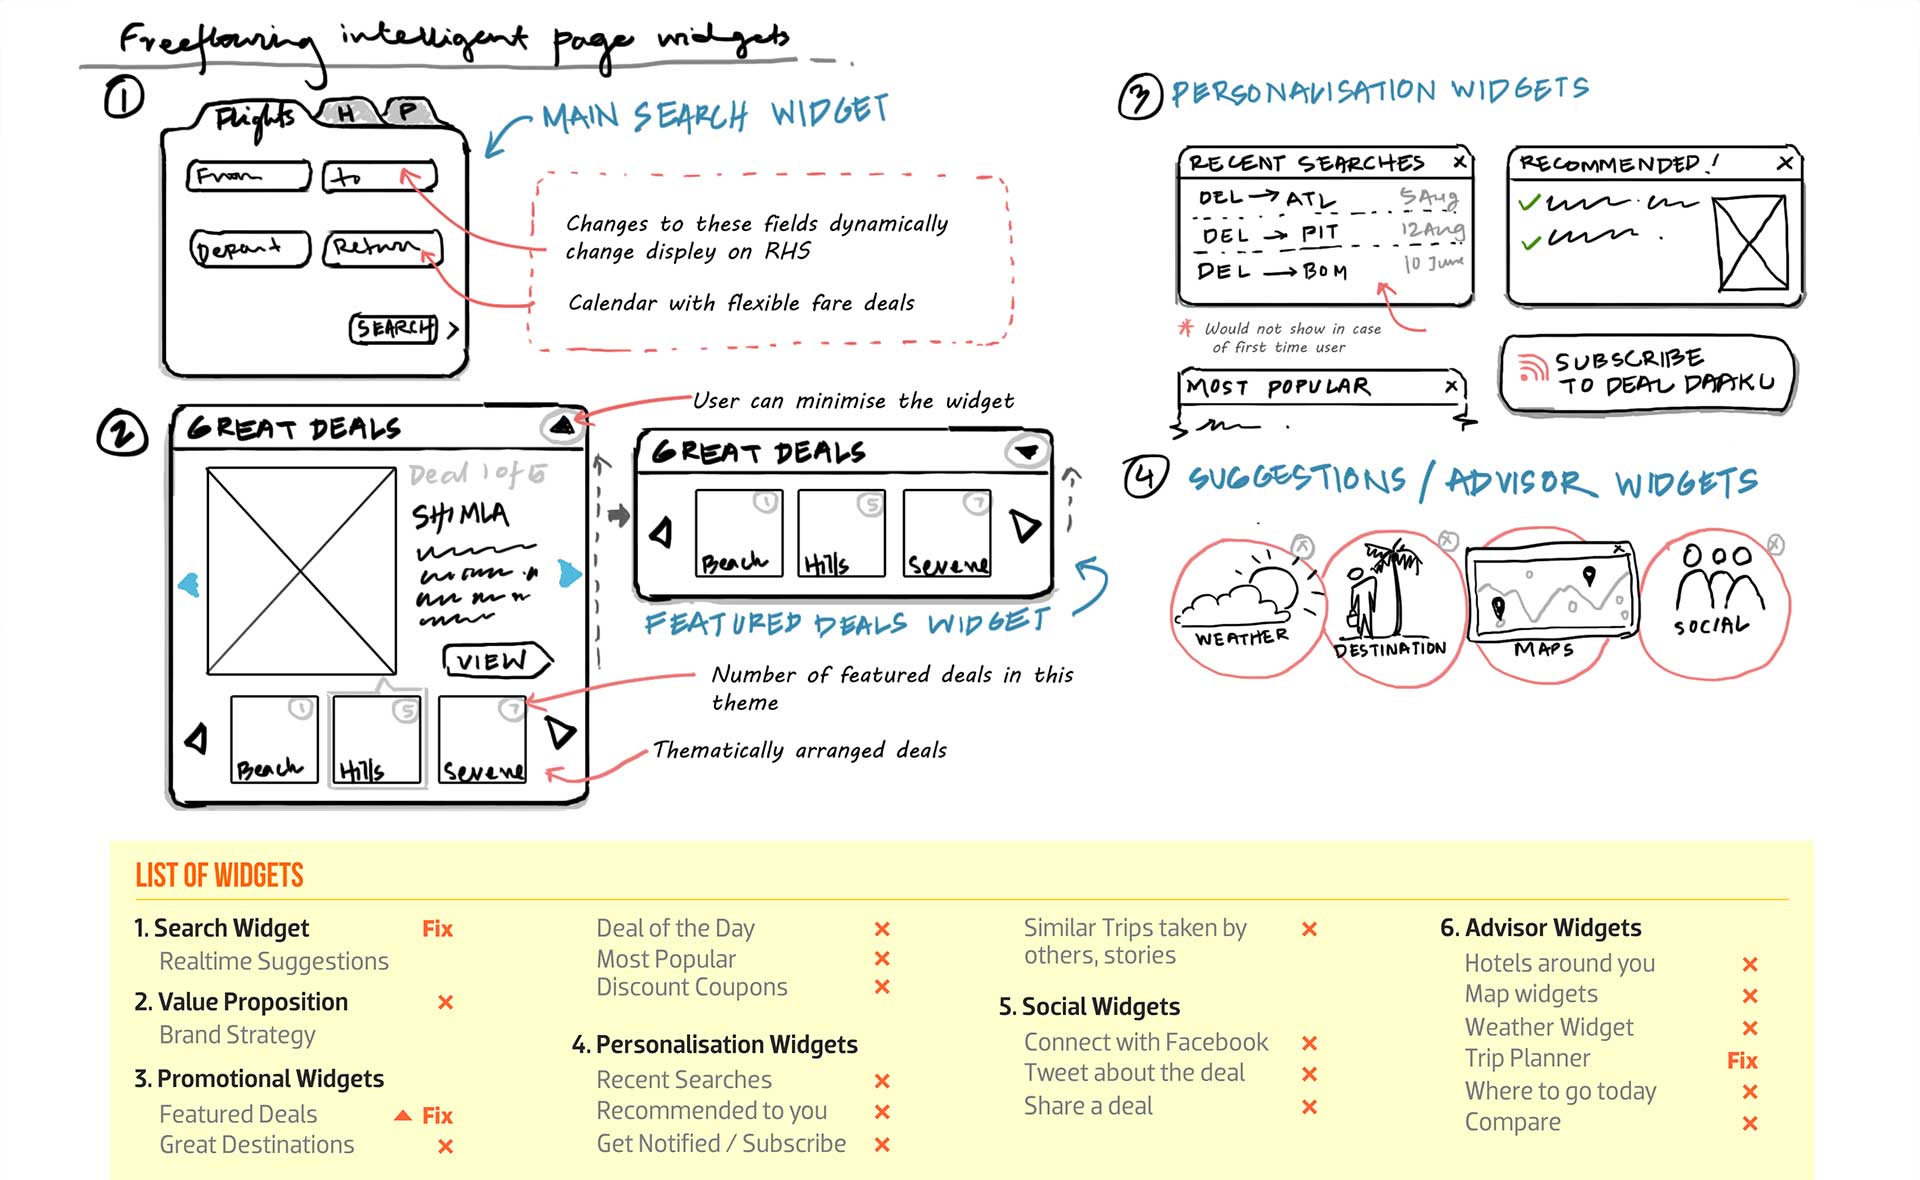 Freeflowing intelligent page widgets
1
Flights H P
From to
Depart Return
SEARCH >
MAIN SEARCH WIDGET
Changes to these fields dynamically
change displey on RHS
Calendar with flexible fare deals
2
GREAT DEALS
Deal 1 of 5
SHIMLA
VIEW
1 5 7
Beach Hills Serene
User can minimise the widget
GREAT DEALS
1 5 7
Beach Hills Serene
FEATURED DEALS WIDGET
Number of featured deals in this
theme
Thematically arranged deals
3 PERSONALISATION WIDGETS
RECENT SEARCHES X
DEL → ATL 5 Aug
DEL → PIT 12 Aug
DEL → BOM 10 June
* Would not show in case
of first time user
RECOMMENDED! X
SUBSCRIBE
TO DEAL DAAKU
MOST POPULAR X
4 SUGGESTIONS / ADVISOR WIDGETS
WEATHER
DESTINATION
MAPS
SOCIAL
LIST OF WIDGETS
1. Search Widget Fix
Realtime Suggestions
2. Value Proposition ×
Brand Strategy
3. Promotional Widgets
Featured Deals ▲ Fix
Great Destinations ×
Deal of the Day ×
Most Popular ×
Discount Coupons ×
4. Personalisation Widgets
Recent Searches ×
Recommended to you ×
Get Notified / Subscribe ×
Similar Trips taken by ×
others, stories
5. Social Widgets
Connect with Facebook ×
Tweet about the deal ×
Share a deal ×
6. Advisor Widgets
Hotels around you ×
Map widgets ×
Weather Widget ×
Trip Planner Fix
Where to go today ×
Compare ×